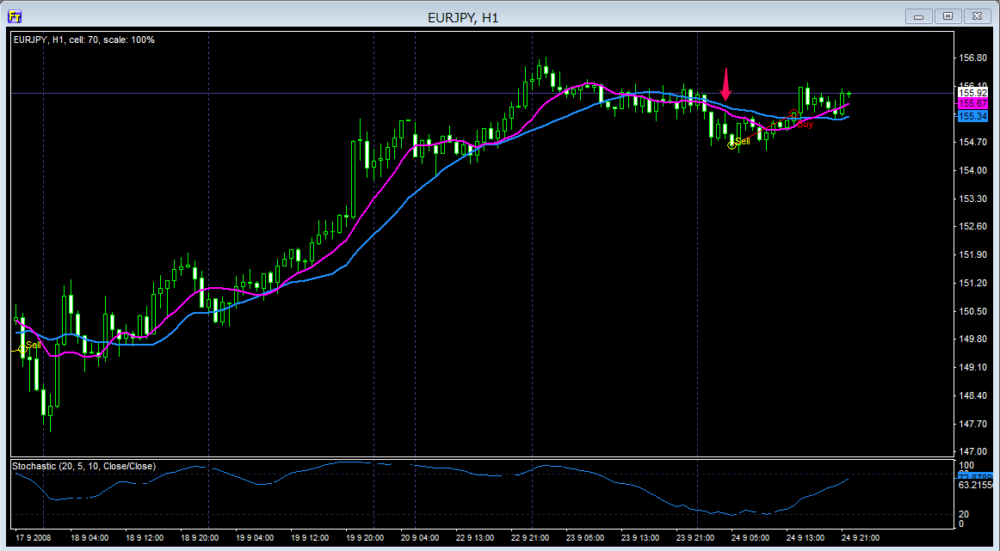 FT
EURJPY, H1
EURJPY, H1, cell: 70, scale: 100%
156.80
156.10
155.92
155.67
155.34
154.70
154.00
153.30
152.60
151.90
151.20
150.50
149.80
149.10
148.40
147.70
147.00
Sell
Sell
Buy
Stochastic (20, 5, 10, Close/Close)
100
63.2155
20
0
17 9 2008 18 9 04:00 18 9 12:00 18 9 20:00 19 9 04:00 19 9 12:00 19 9 20:00 20 9 04:00 22 9 13:00 22 9 21:00 23 9 05:00 23 9 13:00 23 9 21:00 24 9 05:00 24 9 13:00 24 9 21:00